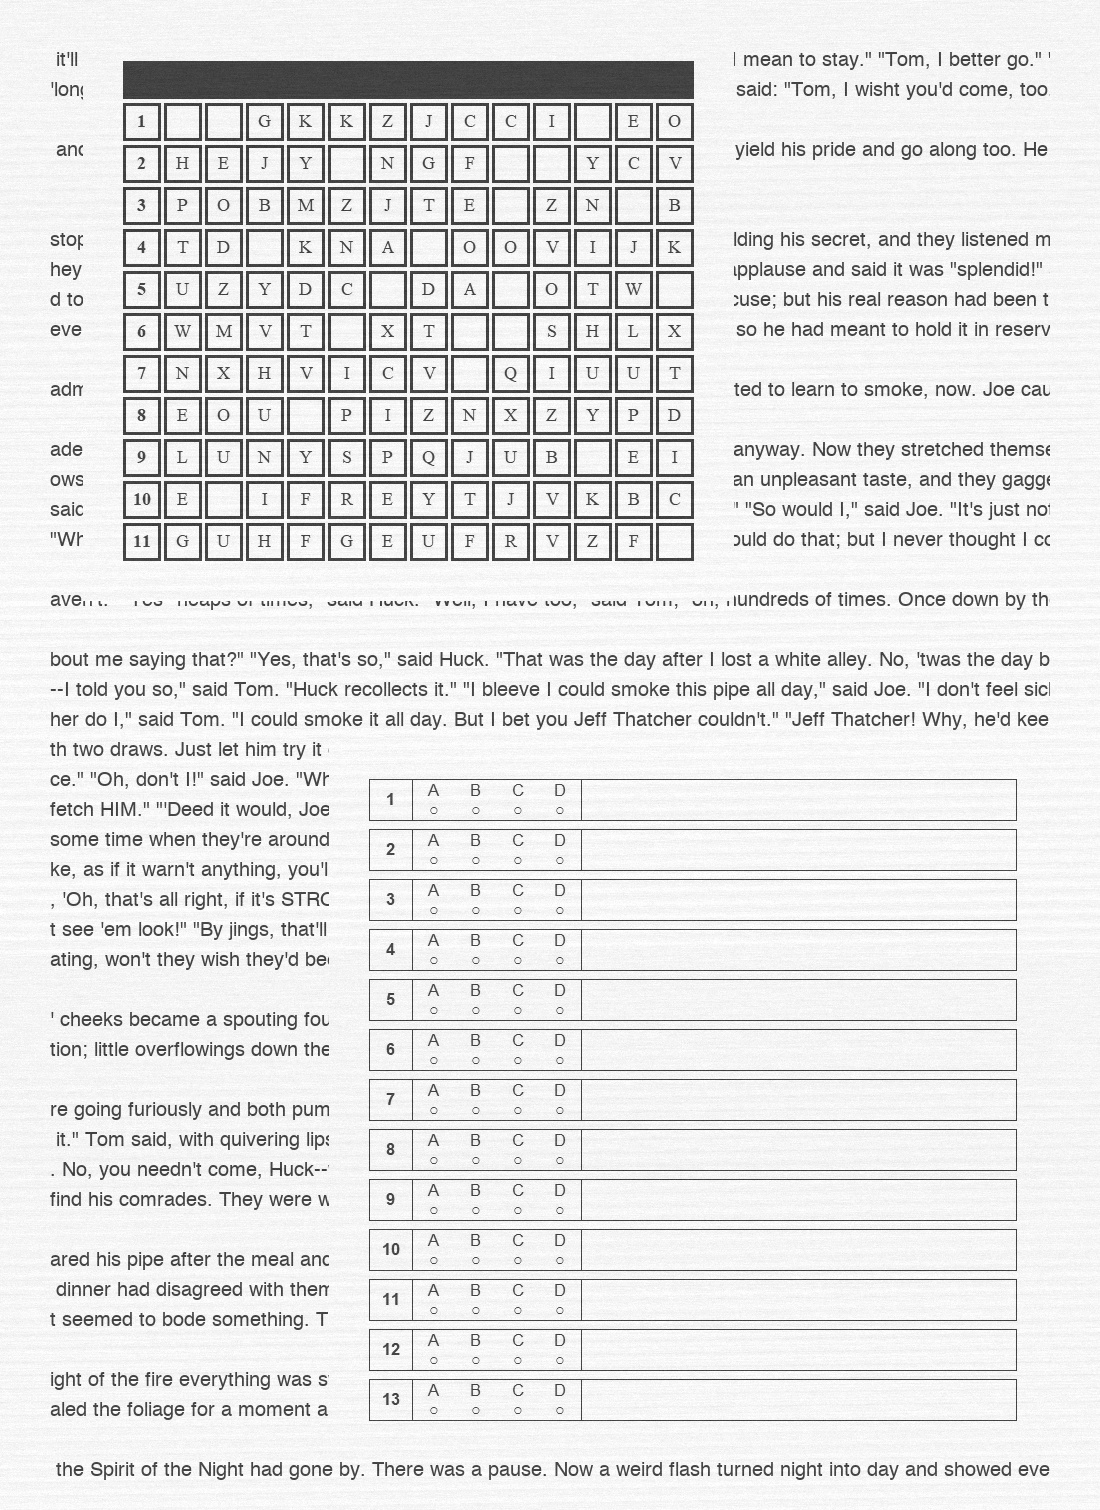 it'll mean to stay." "Tom, I better go."
said: "Tom, I wisht you'd come, too
and yield his pride and go along too. He
1 G K K Z J C C I E O
2 H E J Y N G F Y C V
3 P O B M Z J T E Z N B
4 T D K N A O O V I J K
5 U Z Y D C D A O T W
6 W M V T X T S H L X
7 N X H V I C V Q I U U T
8 E O U P I Z N X Z Y P D
9 L U N Y S P Q J U B E I
10 E I F R E Y T J V K B C
11 G U H F G E U F R V Z F
stop lding his secret, and they listened m
hey applause and said it was "splendid!"
d to cuse; but his real reason had been t
eve so he had meant to hold it in reserv
adm ted to learn to smoke, now. Joe cau
ade anyway. Now they stretched themse
ows an unpleasant taste, and they gagge
said " "So would I," said Joe. "It's just not
"Wh ould do that; but I never thought I co
aven't. "Yes--heaps of times," said Huck. "Well, I have too," said Tom; "oh, hundreds of times. Once down by th
bout me saying that?" "Yes, that's so," said Huck. "That was the day after I lost a white alley. No, 'twas the day b
--I told you so," said Tom. "Huck recollects it." "I bleeve I could smoke this pipe all day," said Joe. "I don't feel sick
her do I," said Tom. "I could smoke it all day. But I bet you Jeff Thatcher couldn't." "Jeff Thatcher! Why, he'd kee
th two draws. Just let him try it
ce." "Oh, don't I!" said Joe. "Wh
fetch HIM." "'Deed it would, Joe
some time when they're around
ke, as if it warn't anything, you'll
, 'Oh, that's all right, if it's STRO
t see 'em look!" "By jings, that'll
ating, won't they wish they'd bee
' cheeks became a spouting fou
tion; little overflowings down the
re going furiously and both pum
it." Tom said, with quivering lips
. No, you needn't come, Huck--
find his comrades. They were w
ared his pipe after the meal and
dinner had disagreed with them
t seemed to bode something. T
ight of the fire everything was s
aled the foliage for a moment a
1 A B C D
2 A B C D
3 A B C D
4 A B C D
5 A B C D
6 A B C D
7 A B C D
8 A B C D
9 A B C D
10 A B C D
11 A B C D
12 A B C D
13 A B C D
the Spirit of the Night had gone by. There was a pause. Now a weird flash turned night into day and showed eve